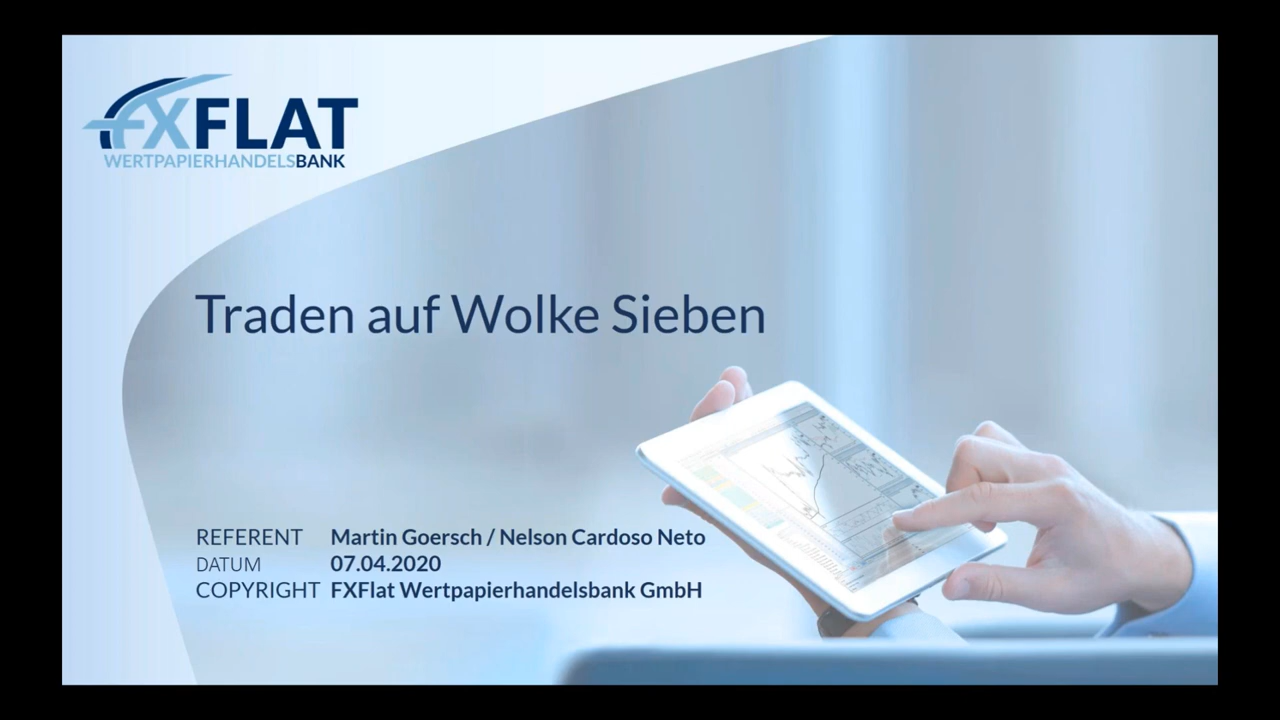 FXFLAT
WERTPAPIERHANDELSBANK
Traden auf Wolke Sieben
REFERENT Martin Goersch / Nelson Cardoso Neto
DATUM 07.04.2020
COPYRIGHT FXFlat Wertpapierhandelsbank GmbH